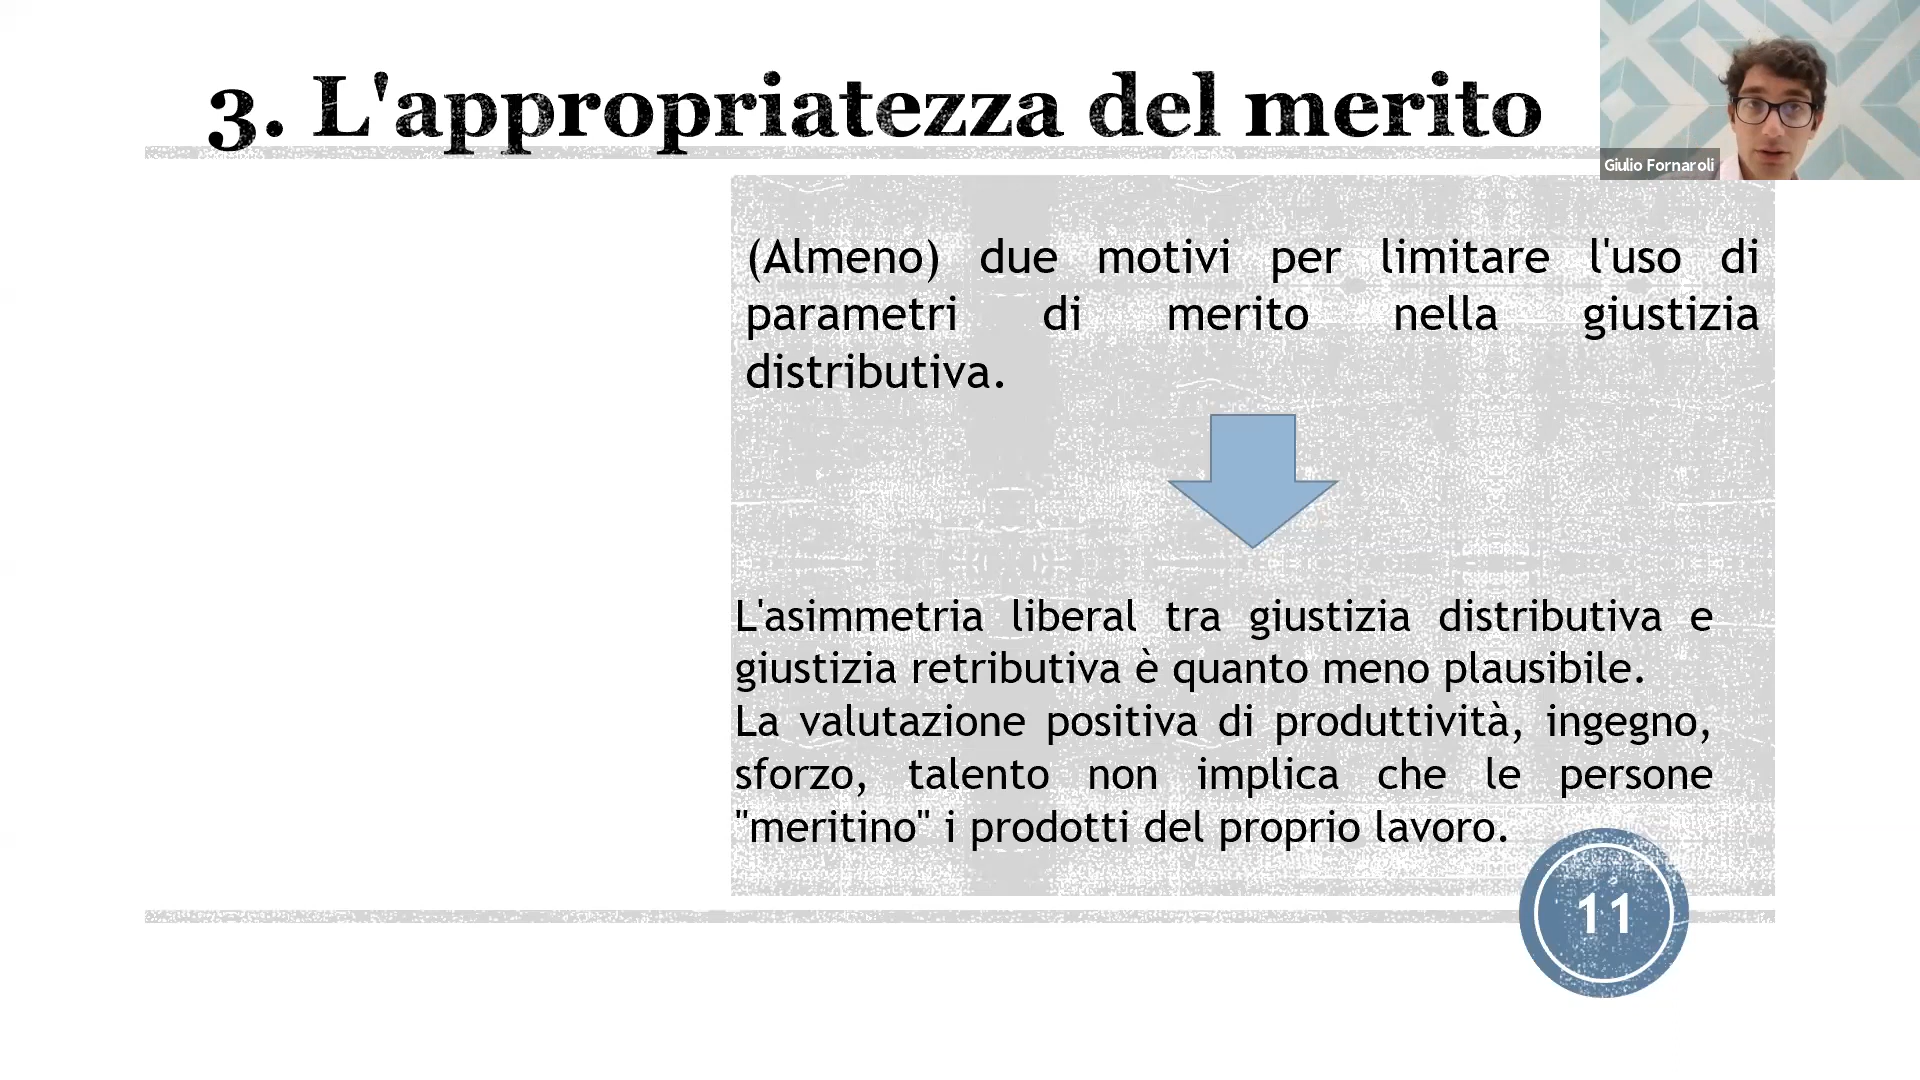 3. L'appropriatezza del merito
Giulio Fornaroli
(Almeno) due motivi per limitare l'uso di
parametri di merito nella giustizia
distributiva.
L'asimmetria liberal tra giustizia distributiva e
giustizia retributiva è quanto meno plausibile.
La valutazione positiva di produttività, ingegno,
sforzo, talento non implica che le persone
"meritino" i prodotti del proprio lavoro.
11